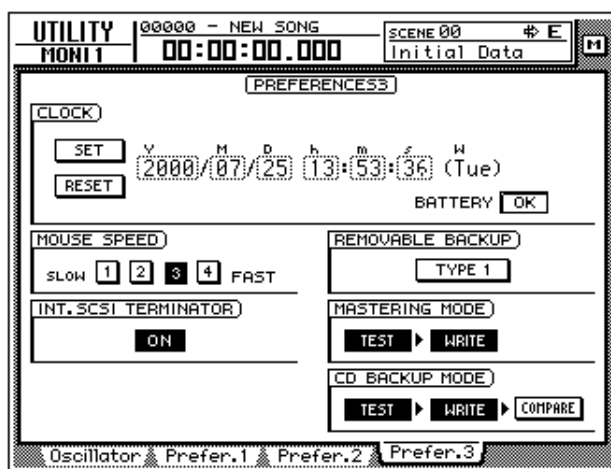 UTILITY 00000 - NEW SONG SCENE 00 E M
MONI 1 00:00:00.000 Initial Data
PREFERENCES3
CLOCK
Y M D h m s W
SET 2000/07/25 13:53:36 (Tue)
RESET
BATTERY OK
MOUSE SPEED
SLOW 1 2 3 4 FAST
REMOVABLE BACKUP
TYPE 1
INT.SCSI TERMINATOR
ON
MASTERING MODE
TEST WRITE
CD BACKUP MODE
TEST WRITE COMPARE
Oscillator Prefer.1 Prefer.2 Prefer.3